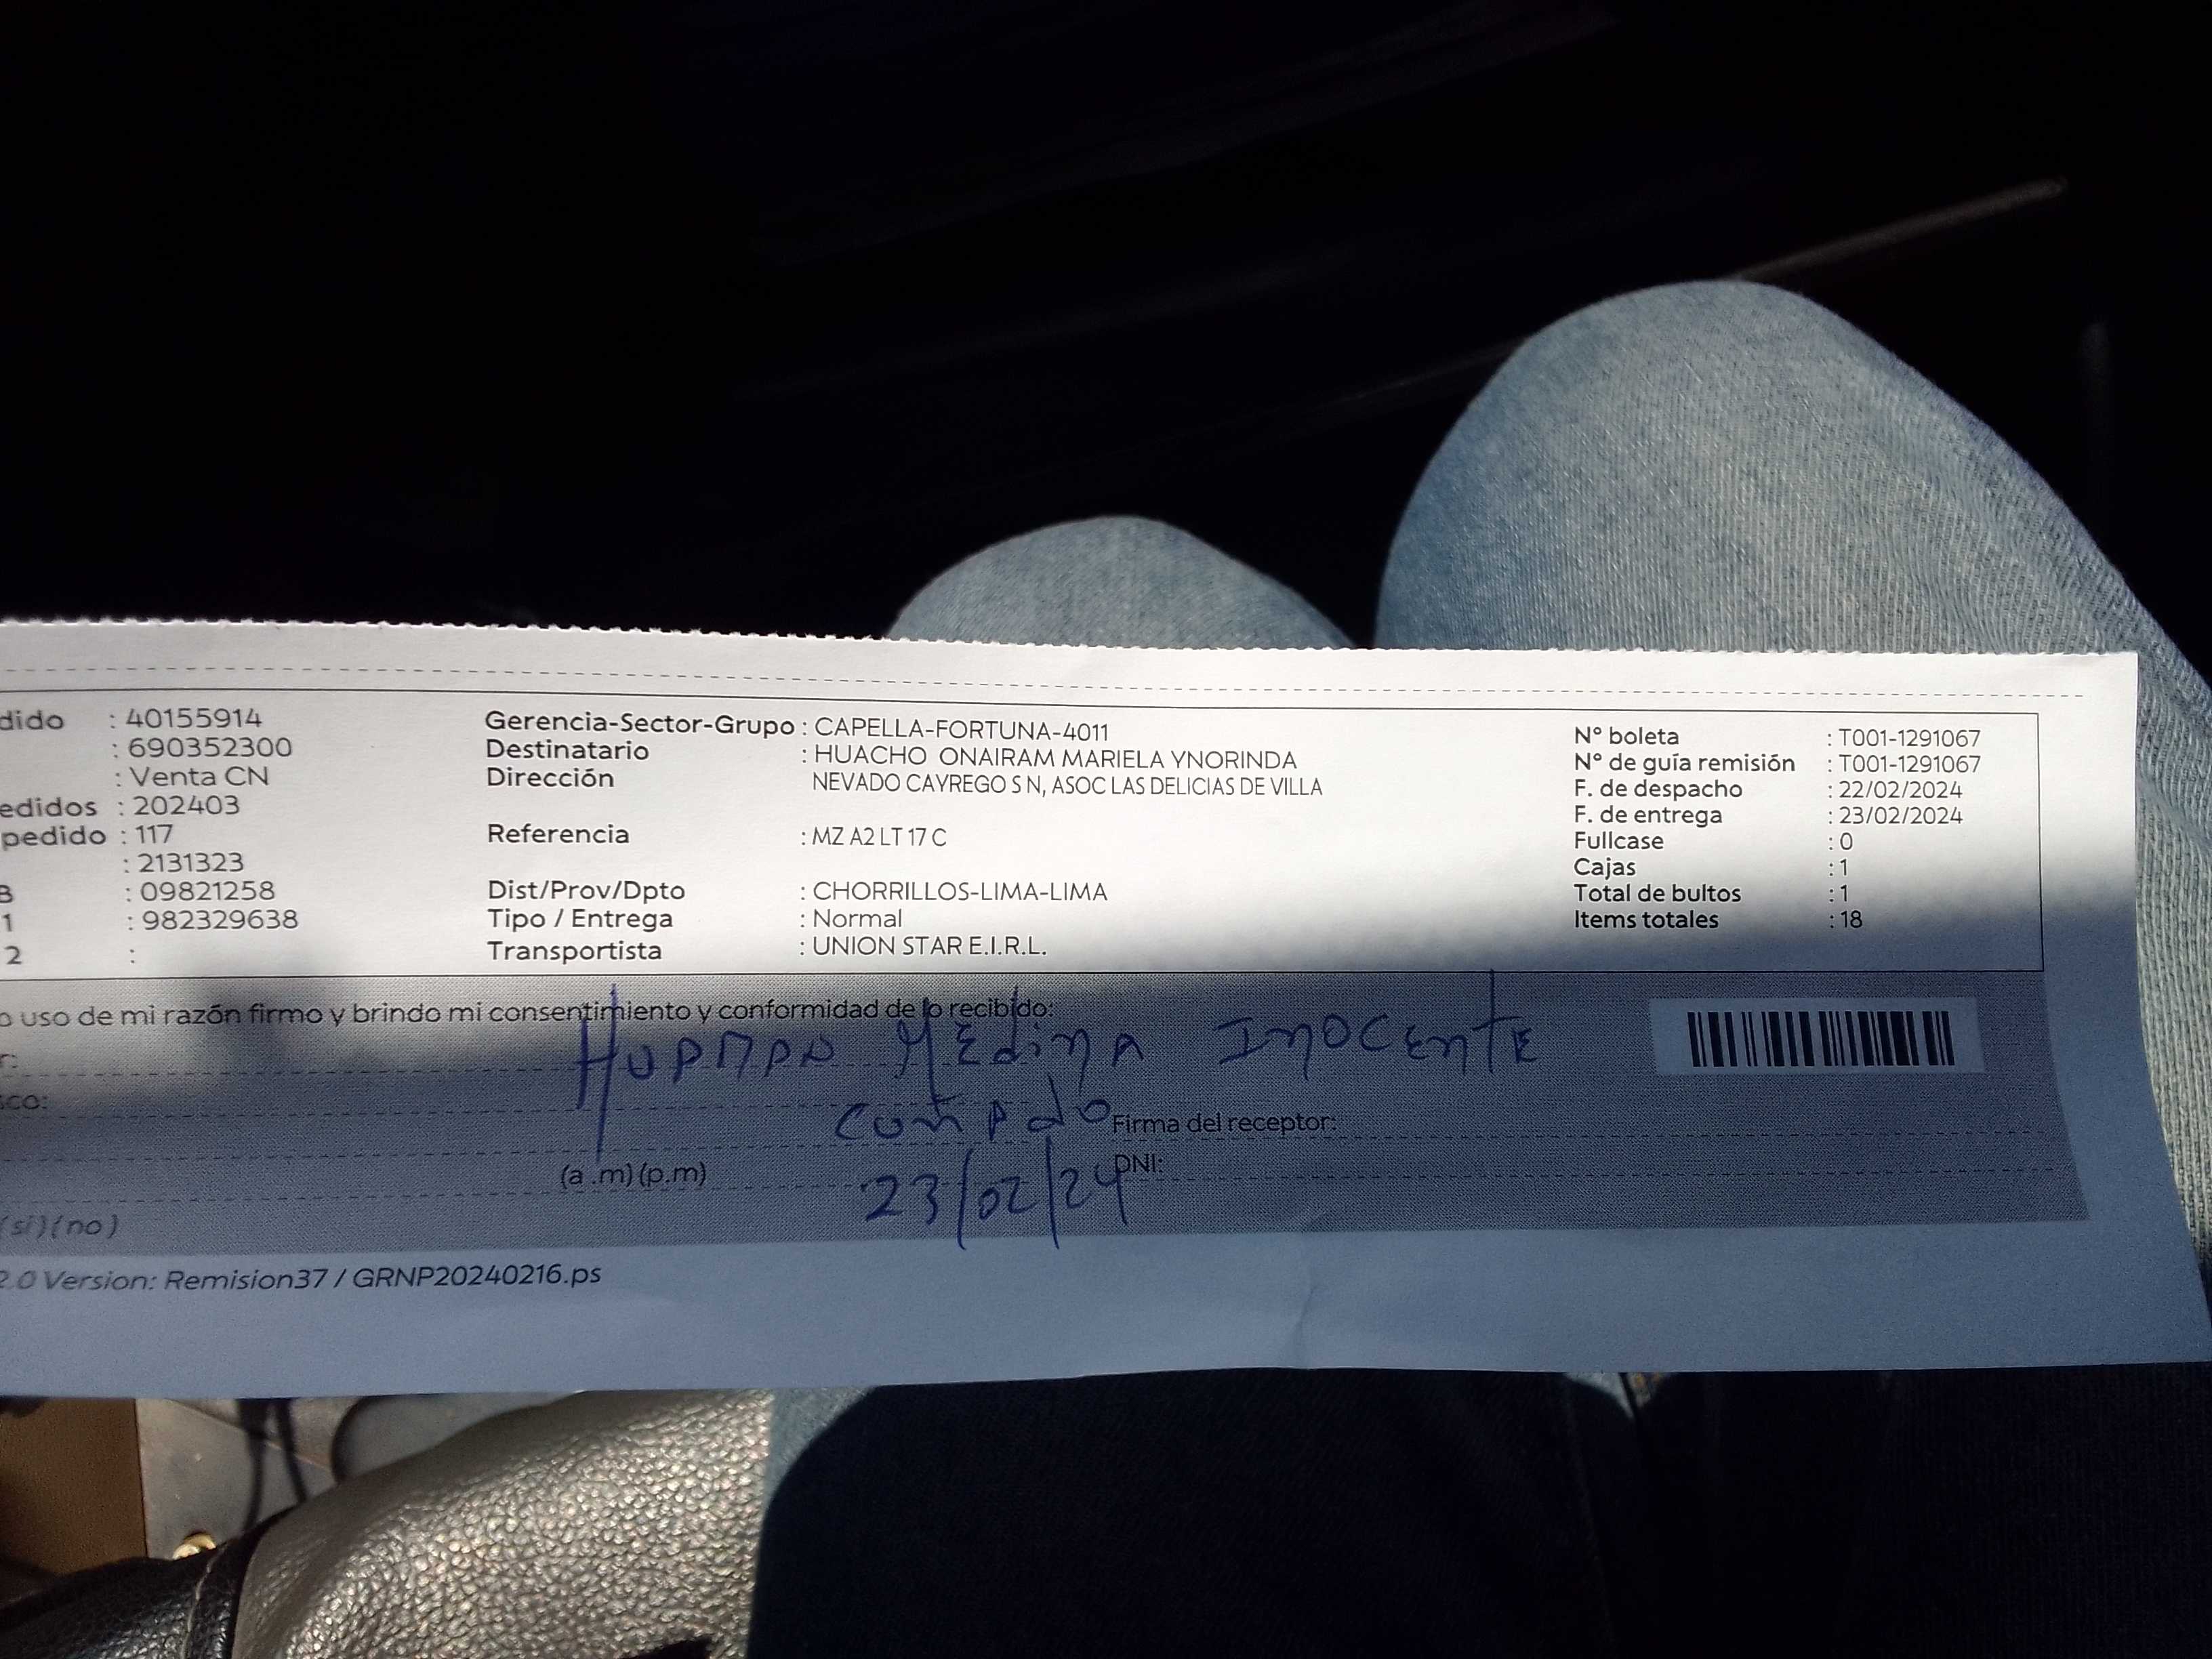 dido : 40155914
: 690352300
: Venta CN
edidos : 202403
pedido : 117
: 2131323
B : 09821258
1 : 982329638
2 :
Gerencia-Sector-Grupo : CAPELLA-FORTUNA-4011
Destinatario : HUACHO ONAIRAM MARIELA YNORINDA
Dirección NEVADO CAYREGO S N, ASOC LAS DELICIAS DE VILLA
Referencia : MZ A2 LT 17 C
Dist/Prov/Dpto : CHORRILLOS-LIMA-LIMA
Tipo / Entrega : Normal
Transportista : UNION STAR E.I.R.L.
N° boleta : T001-1291067
N° de guía remisión : T001-1291067
F. de despacho : 22/02/2024
F. de entrega : 23/02/2024
Fullcase : 0
Cajas : 1
Total de bultos : 1
Items totales : 18
o uso de mi razón firmo y brindo mi consentimiento y conformidad de lo recibido:
r: HUAMAN MEDINA INOCENTE
sco: cuñado
Firma del receptor:
(a .m) (p.m) 23/02/24 DNI:
(si) (no)
2.0 Version: Remision37 / GRNP20240216.ps